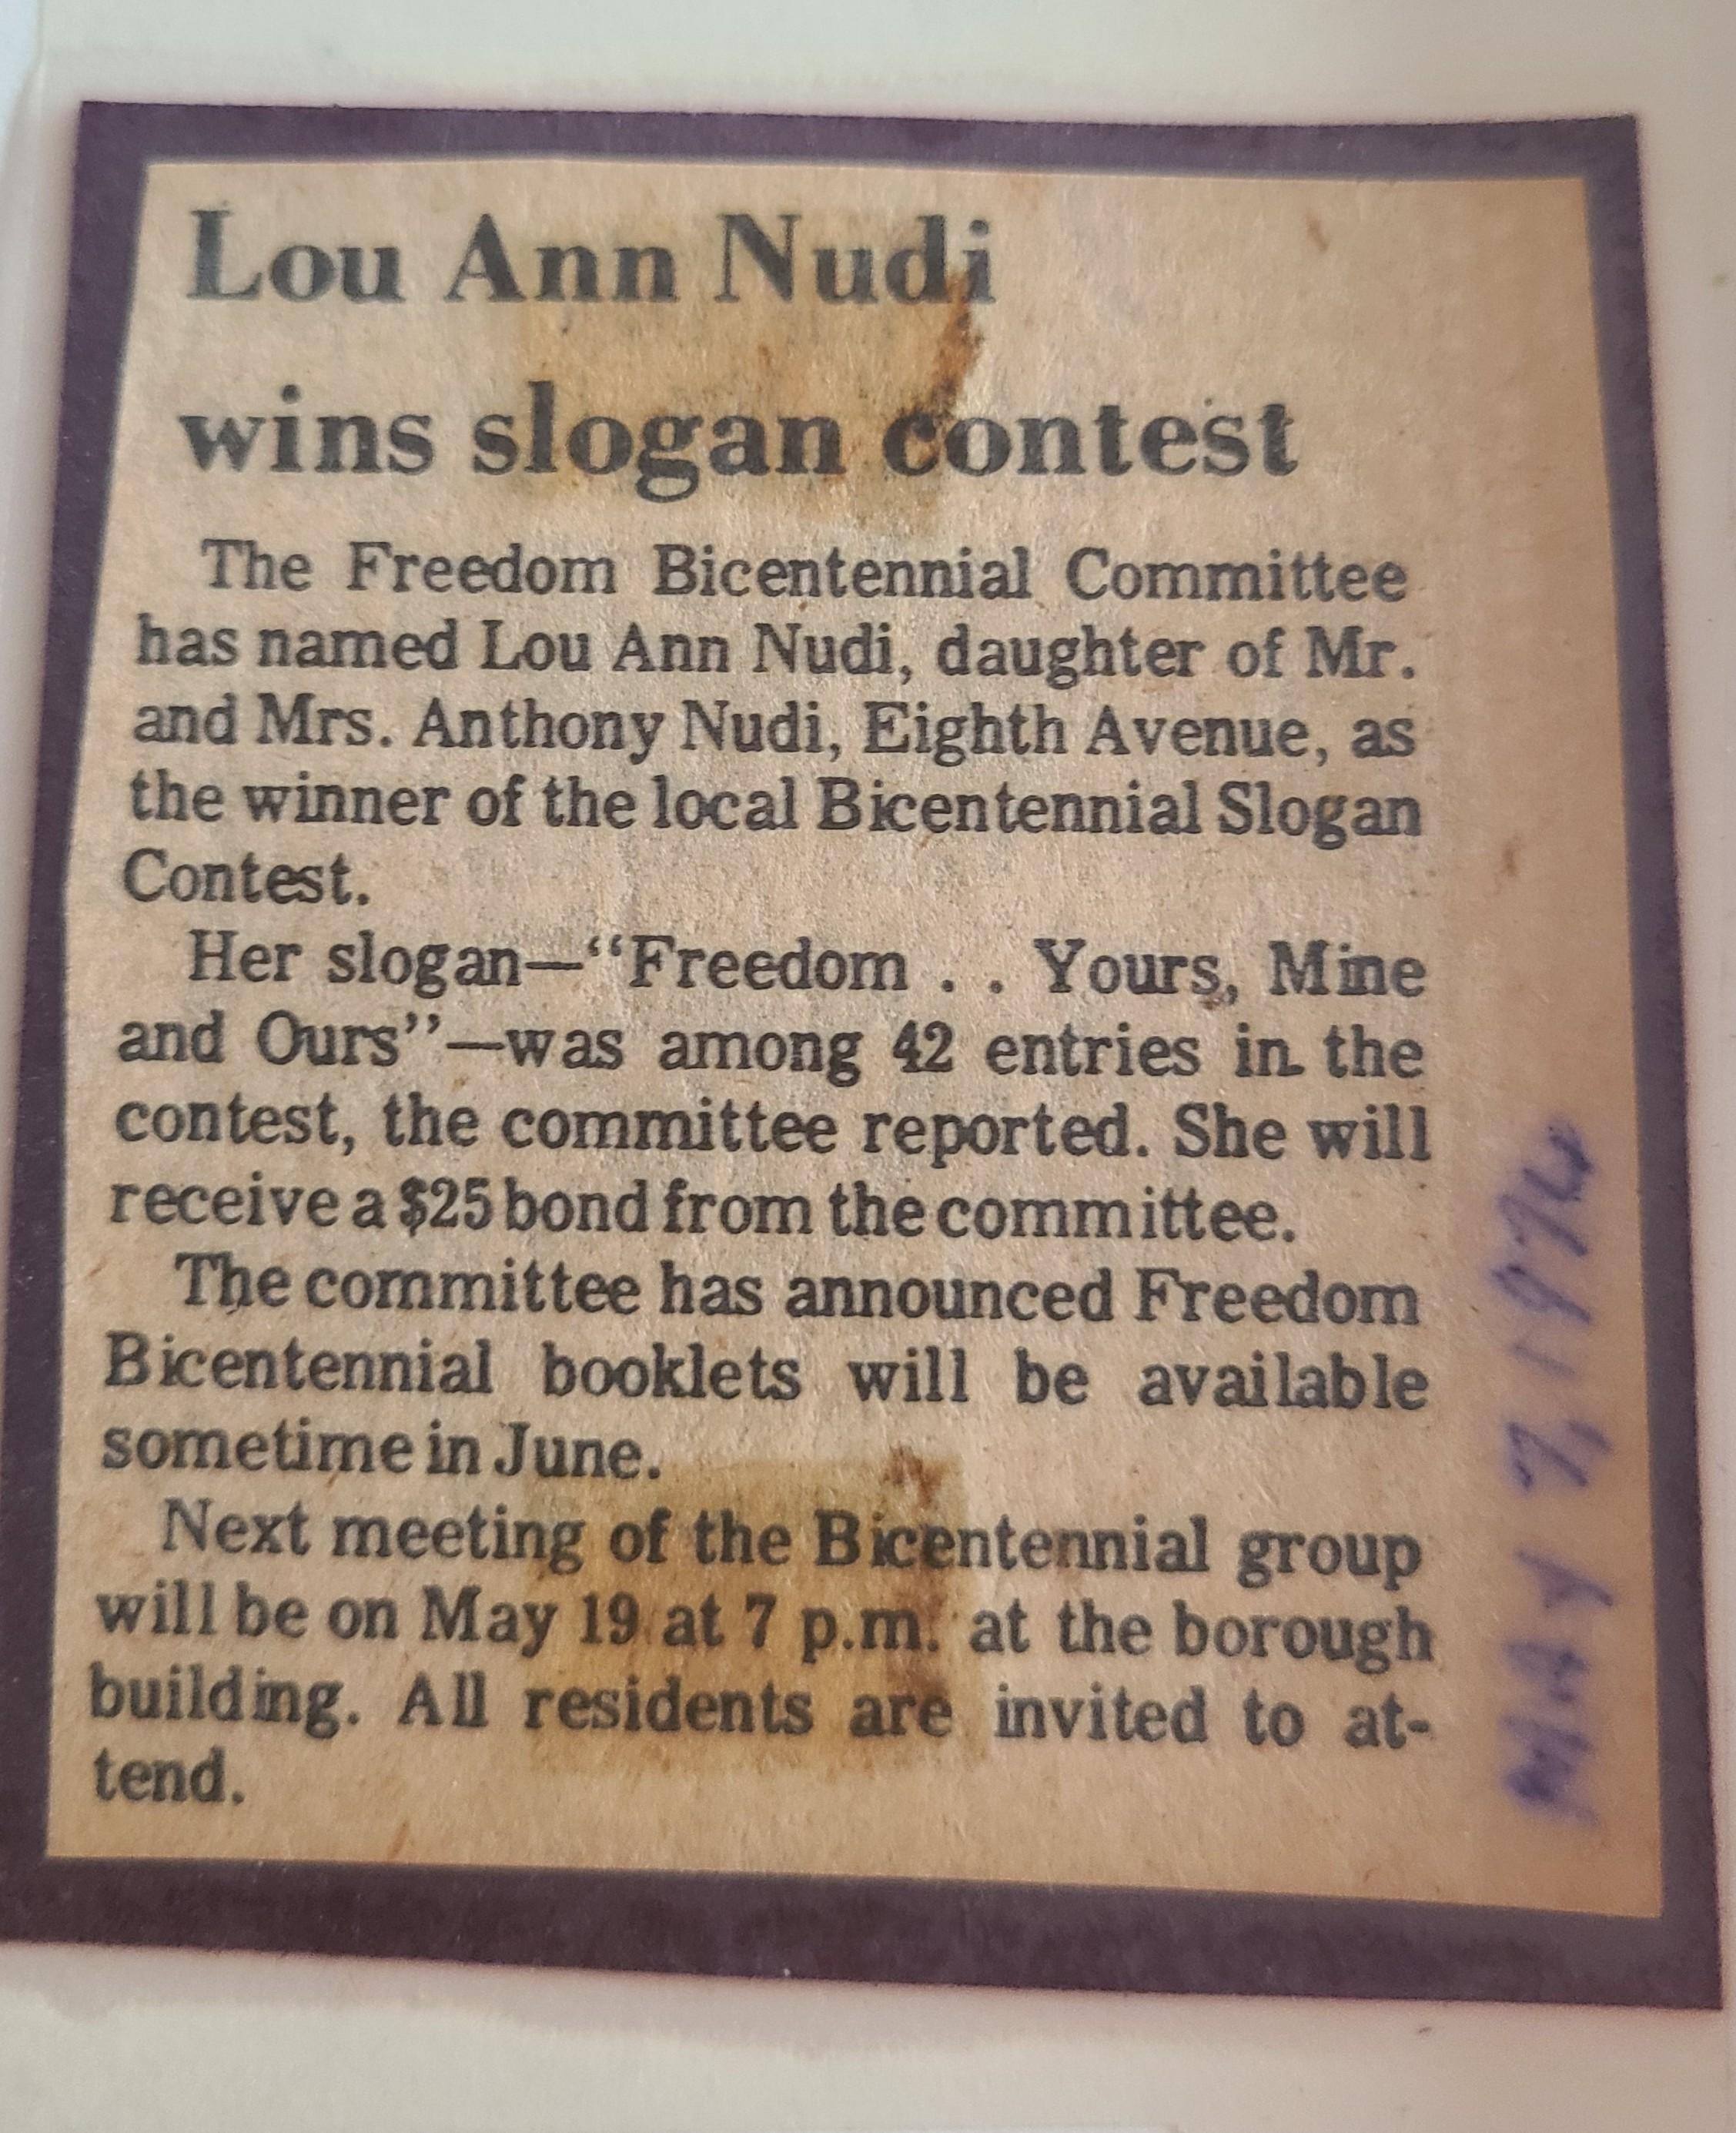 Lou Ann Nudi
wins slogan contest
The Freedom Bicentennial Committee
has named Lou Ann Nudi, daughter of Mr.
and Mrs. Anthony Nudi, Eighth Avenue, as
the winner of the local Bicentennial Slogan
Contest.
Her slogan—“Freedom . . Yours, Mine
and Ours”—was among 42 entries in the
contest, the committee reported. She will
receive a $25 bond from the committee.
The committee has announced Freedom
Bicentennial booklets will be available
sometime in June.
Next meeting of the Bicentennial group
will be on May 19 at 7 p.m. at the borough
building. All residents are invited to at-
tend.
MAY 7, 1974